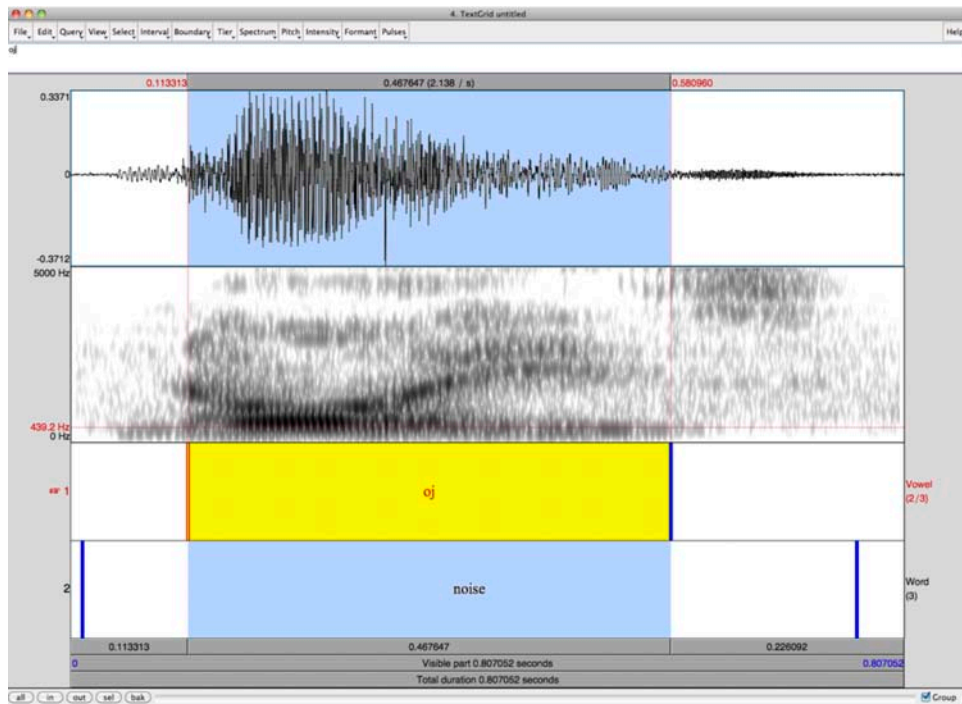 4. TextGrid untitled
File Edit Query View Select Interval Boundary Tier Spectrum Pitch Intensity Formant Pulses Help
oj
0.113313 0.467647 (2.138 / s) 0.580960
0.3371
0
-0.3712
5000 Hz
439.2 Hz
0 Hz
1 oj Vowel
(2/3)
2 noise Word
(3)
0.113313 0.467647 0.226092
0 Visible part 0.807052 seconds 0.807052
Total duration 0.807052 seconds
all in out sel bak Group